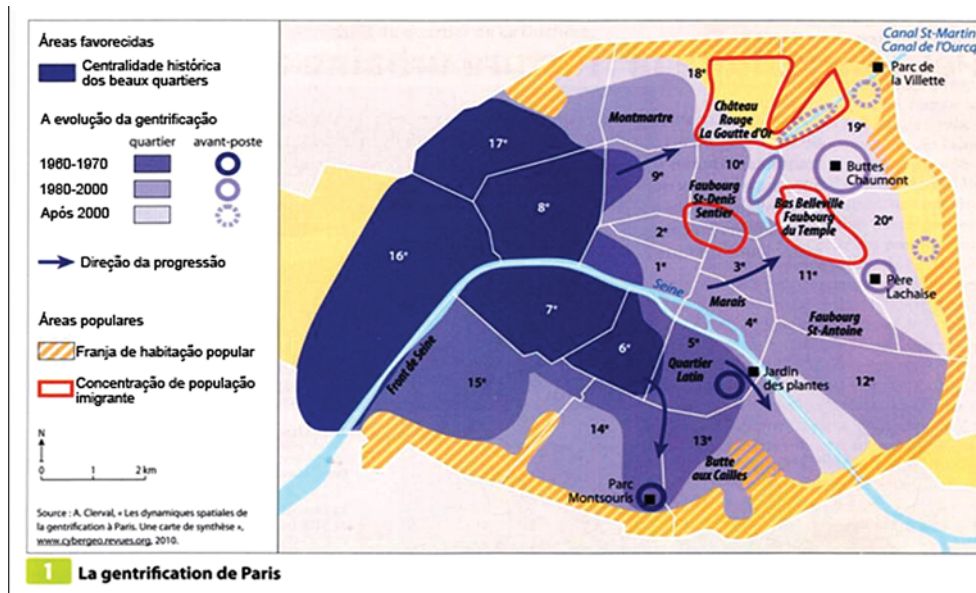 Áreas favorecidas
Centralidade histórica
dos beaux quartiers
A evolução da gentrificação
quartier avant-poste
1960-1970
1980-2000
Após 2000
Direção da progressão
Áreas populares
Franja de habitação popular
Concentração de população
imigrante
N
0 1 2 km
Source : A. Clerval, « Les dynamiques spatiales de
la gentrification à Paris. Une carte de synthèse »,
www.cybergeo.revues.org, 2010.
Canal St-Martin
Canal de l'Ourcq
Parc de
la Villette
18e
Montmartre
Château
Rouge
La Goutte d'Or
19e
17e
10e
Buttes
Chaumont
9e
Faubourg
St-Denis
Sentier
8e
Bas Belleville
Faubourg
du Temple
20e
2e
16e
1e
3e
11e
Seine
Marais
Père
Lachaise
7e
4e
Faubourg
St-Antoine
5e
6e
Quartier
Latin
Jardin
des plantes
Front de Seine
15e
12e
14e
13e
Butte
aux Cailles
Parc
Montsouris
1 La gentrification de Paris